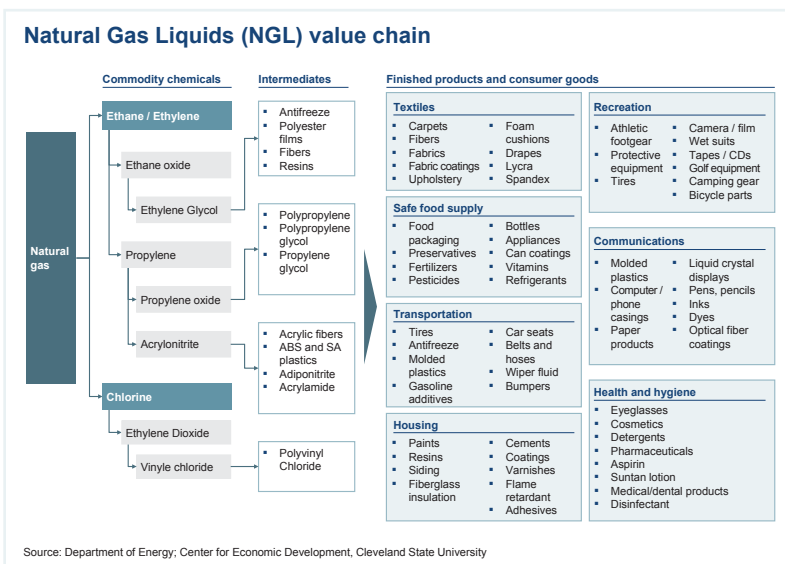 Natural Gas Liquids (NGL) value chain
Commodity chemicals
Intermediates
Finished products and consumer goods
Natural
gas
Ethane / Ethylene
Ethane oxide
Ethylene Glycol
Propylene
Propylene oxide
Acrylonitrite
Chlorine
Ethylene Dioxide
Vinyle chloride
▪ Antifreeze
▪ Polyester
films
▪ Fibers
▪ Resins
▪ Polypropylene
▪ Polypropylene
glycol
▪ Propylene
glycol
▪ Acrylic fibers
▪ ABS and SA
plastics
▪ Adiponitrite
▪ Acrylamide
▪ Polyvinyl
Chloride
Textiles
▪ Carpets
▪ Fibers
▪ Fabrics
▪ Fabric coatings
▪ Upholstery
▪ Foam
cushions
▪ Drapes
▪ Lycra
▪ Spandex
Safe food supply
▪ Food
packaging
▪ Preservatives
▪ Fertilizers
▪ Pesticides
▪ Bottles
▪ Appliances
▪ Can coatings
▪ Vitamins
▪ Refrigerants
Transportation
▪ Tires
▪ Antifreeze
▪ Molded
plastics
▪ Gasoline
additives
▪ Car seats
▪ Belts and
hoses
▪ Wiper fluid
▪ Bumpers
Housing
▪ Paints
▪ Resins
▪ Siding
▪ Fiberglass
insulation
▪ Cements
▪ Coatings
▪ Varnishes
▪ Flame
retardant
▪ Adhesives
Recreation
▪ Athletic
footgear
▪ Protective
equipment
▪ Tires
▪ Camera / film
▪ Wet suits
▪ Tapes / CDs
▪ Golf equipment
▪ Camping gear
▪ Bicycle parts
Communications
▪ Molded
plastics
▪ Computer /
phone
casings
▪ Paper
products
▪ Liquid crystal
displays
▪ Pens, pencils
▪ Inks
▪ Dyes
▪ Optical fiber
coatings
Health and hygiene
▪ Eyeglasses
▪ Cosmetics
▪ Detergents
▪ Pharmaceuticals
▪ Aspirin
▪ Suntan lotion
▪ Medical/dental products
▪ Disinfectant
Source: Department of Energy; Center for Economic Development, Cleveland State University